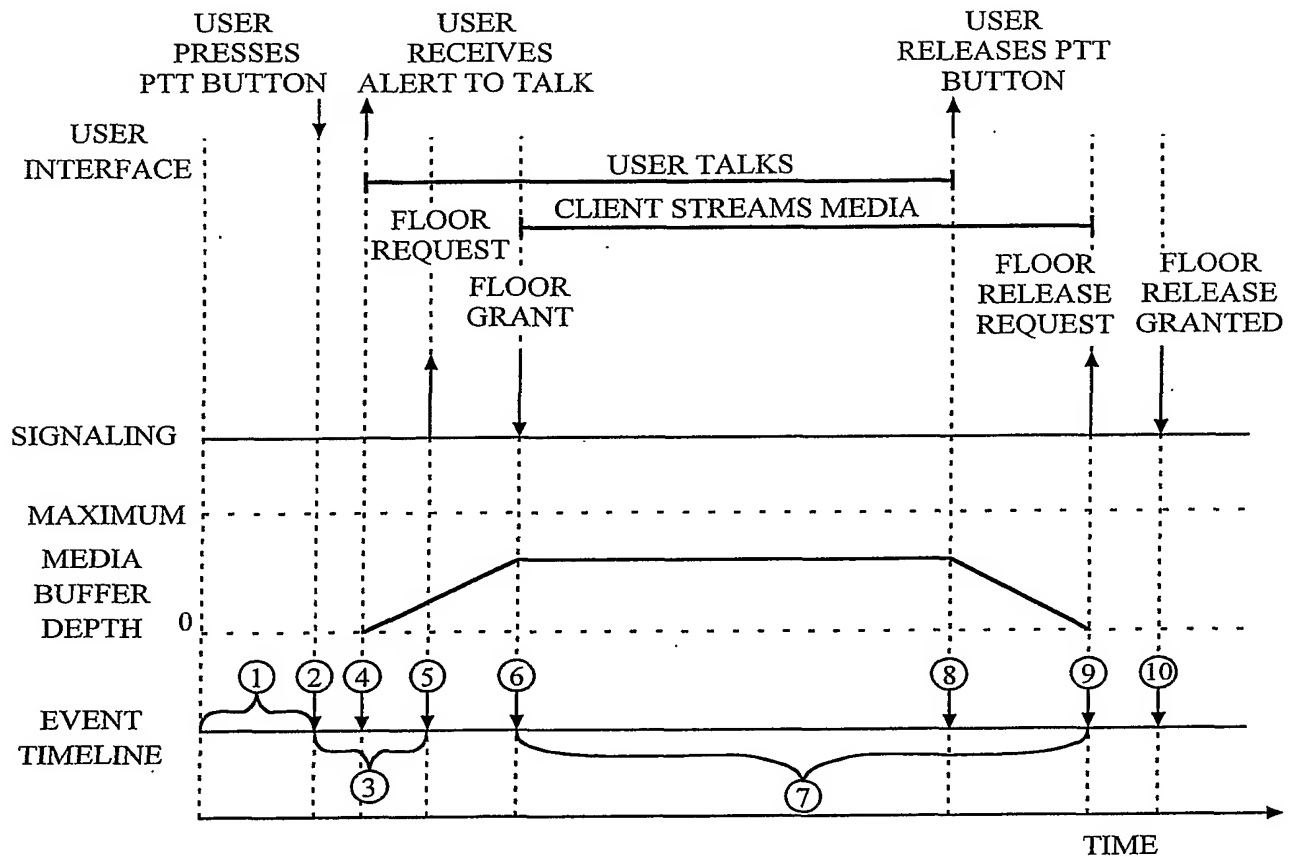 USER
PRESSES
PTT BUTTON
USER
RECEIVES
ALERT TO TALK
USER
RELEASES PTT
BUTTON
USER
INTERFACE
USER TALKS
CLIENT STREAMS MEDIA
FLOOR
REQUEST
FLOOR
GRANT
FLOOR
RELEASE
REQUEST
FLOOR
RELEASE
GRANTED
SIGNALING
MAXIMUM
MEDIA
BUFFER
DEPTH
0
1
2
4
5
6
8
9
10
EVENT
TIMELINE
3
7
TIME